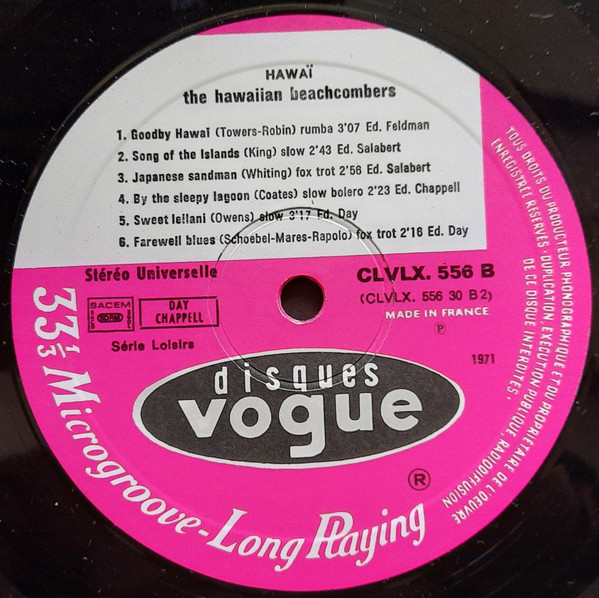 HAWAÏ
the hawaiian beachcombers
1. Goodby Hawaï (Towers-Robin) rumba 3'07 Ed. Feldman
2. Song of the Islands (King) slow 2'43 Ed. Salabert
3. Japanese sandman (Whiting) fox trot 2'56 Ed. Salabert
4. By the sleepy lagoon (Coates) slow bolero 2'23 Ed. Chappell
5. Sweet leilani (Owens) slow 3'17 Ed. Day
6. Farewell blues (Schoebel-Mares-Rapolo) fox trot 2'16 Ed. Day
Stéréo Universelle
CLVLX. 556 B
(CLVLX. 556 30 B2)
MADE IN FRANCE
℗
SACEM
DAY
CHAPPELL
Série Loisirs
1971
disques
vogue
®
33 1/3 Microgroove-Long Playing
TOUS DROITS DU PRODUCTEUR PHONOGRAPHIQUE ET DU PROPRIÉTAIRE DE L'OEUVRE
ENREGISTRÉE RÉSERVÉS · DUPLICATION, EXÉCUTION PUBLIQUE, RADIODIFFUSION
DE CE DISQUE INTERDITES ·